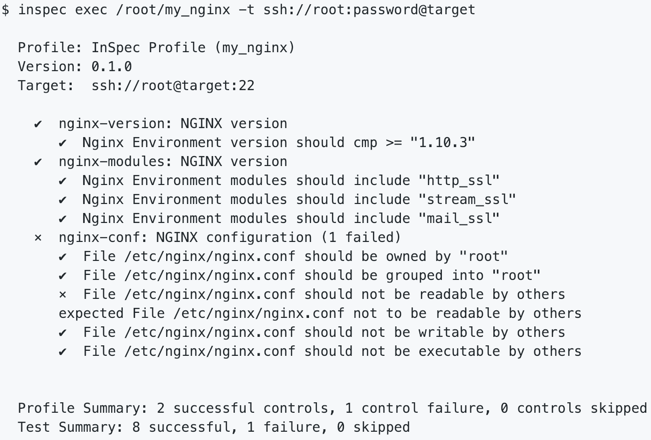 $ inspec exec /root/my_nginx -t ssh://root:password@target
Profile: InSpec Profile (my_nginx)
Version: 0.1.0
Target:  ssh://root@target:22
✔  nginx-version: NGINX version
✔  Nginx Environment version should cmp >= "1.10.3"
✔  nginx-modules: NGINX version
✔  Nginx Environment modules should include "http_ssl"
✔  Nginx Environment modules should include "stream_ssl"
✔  Nginx Environment modules should include "mail_ssl"
×  nginx-conf: NGINX configuration (1 failed)
✔  File /etc/nginx/nginx.conf should be owned by "root"
✔  File /etc/nginx/nginx.conf should be grouped into "root"
×  File /etc/nginx/nginx.conf should not be readable by others
expected File /etc/nginx/nginx.conf not to be readable by others
✔  File /etc/nginx/nginx.conf should not be writable by others
✔  File /etc/nginx/nginx.conf should not be executable by others
Profile Summary: 2 successful controls, 1 control failure, 0 controls skipped
Test Summary: 8 successful, 1 failure, 0 skipped